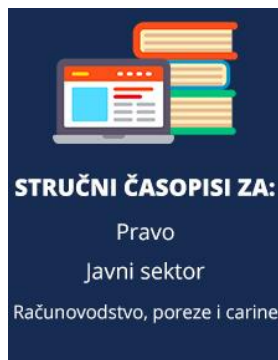 STRUČNI ČASOPISI ZA:
Pravo
Javni sektor
Računovodstvo, poreze i carine